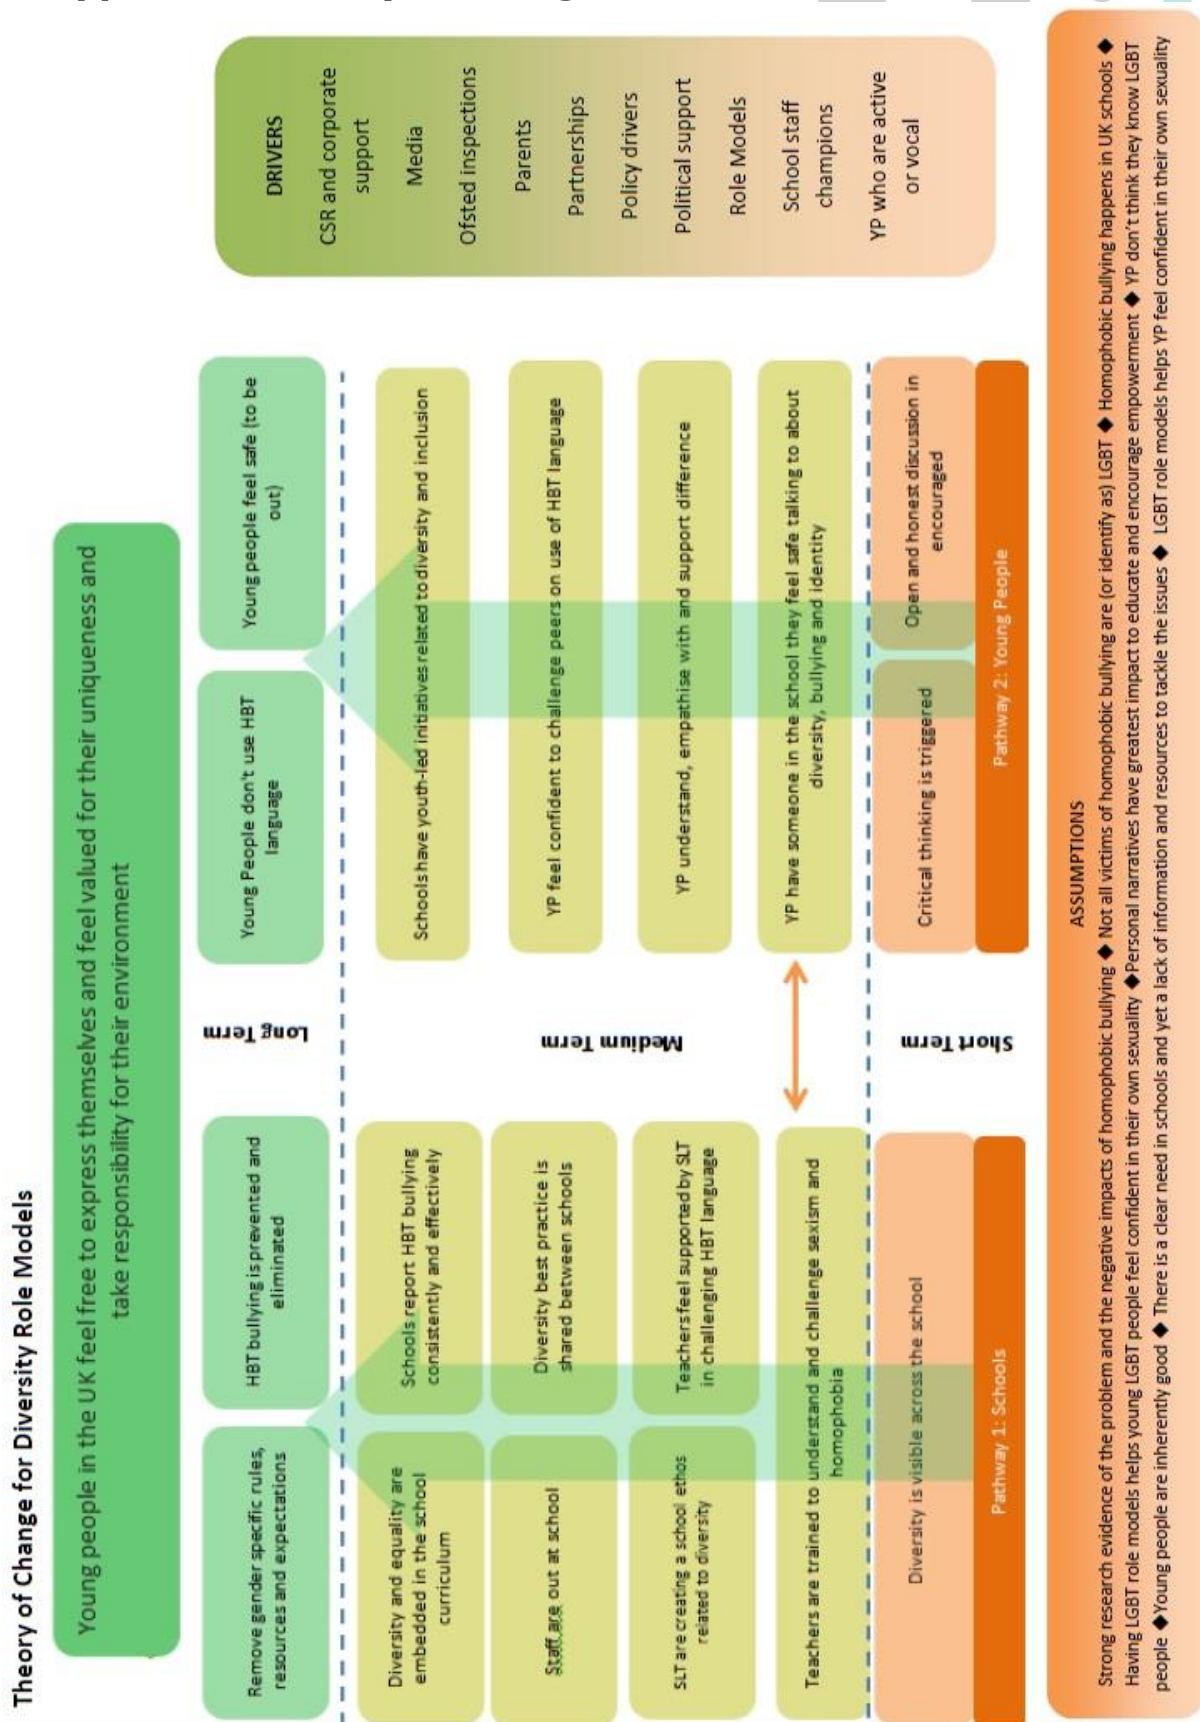 Theory of Change for Diversity Role Models
Young people in the UK feel free to express themselves and feel valued for their uniqueness and
take responsibility for their environment
Remove gender specific rules,
resources and expectations
HBT bullying is prevented and
eliminated
Long Term
Young People don't use HBT
language
Young people feel safe (to be
out)
Diversity and equality are
embedded in the school
curriculum
Schools report HBT bullying
consistently and effectively
Schools have youth-led initiatives related to diversity and inclusion
Staff are out at school
Diversity best practice is
shared between schools
Medium Term
YP feel confident to challenge peers on use of HBT language
SLT are creating a school ethos
related to diversity
Teachers feel supported by SLT
in challenging HBT language
YP understand, empathise with and support difference
Teachers are trained to understand and challenge sexism and
homophobia
YP have someone in the school they feel safe talking to about
diversity, bullying and identity
Diversity is visible across the school
Short Term
Critical thinking is triggered
Open and honest discussion in
encouraged
Pathway 1: Schools
Pathway 2: Young People
DRIVERS
CSR and corporate
support
Media
Ofsted inspections
Parents
Partnerships
Policy drivers
Political support
Role Models
School staff
champions
YP who are active
or vocal
ASSUMPTIONS
Strong research evidence of the problem and the negative impacts of homophobic bullying ◆ Not all victims of homophobic bullying are (or identify as) LGBT ◆ Homophobic bullying happens in UK schools ◆
Having LGBT role models helps young LGBT people feel confident in their own sexuality ◆Personal narratives have greatest impact to educate and encourage empowerment ◆ YP don't think they know LGBT
people ◆Young people are inherently good ◆ There is a clear need in schools and yet a lack of information and resources to tackle the issues ◆ LGBT role models helps YP feel confident in their own sexuality